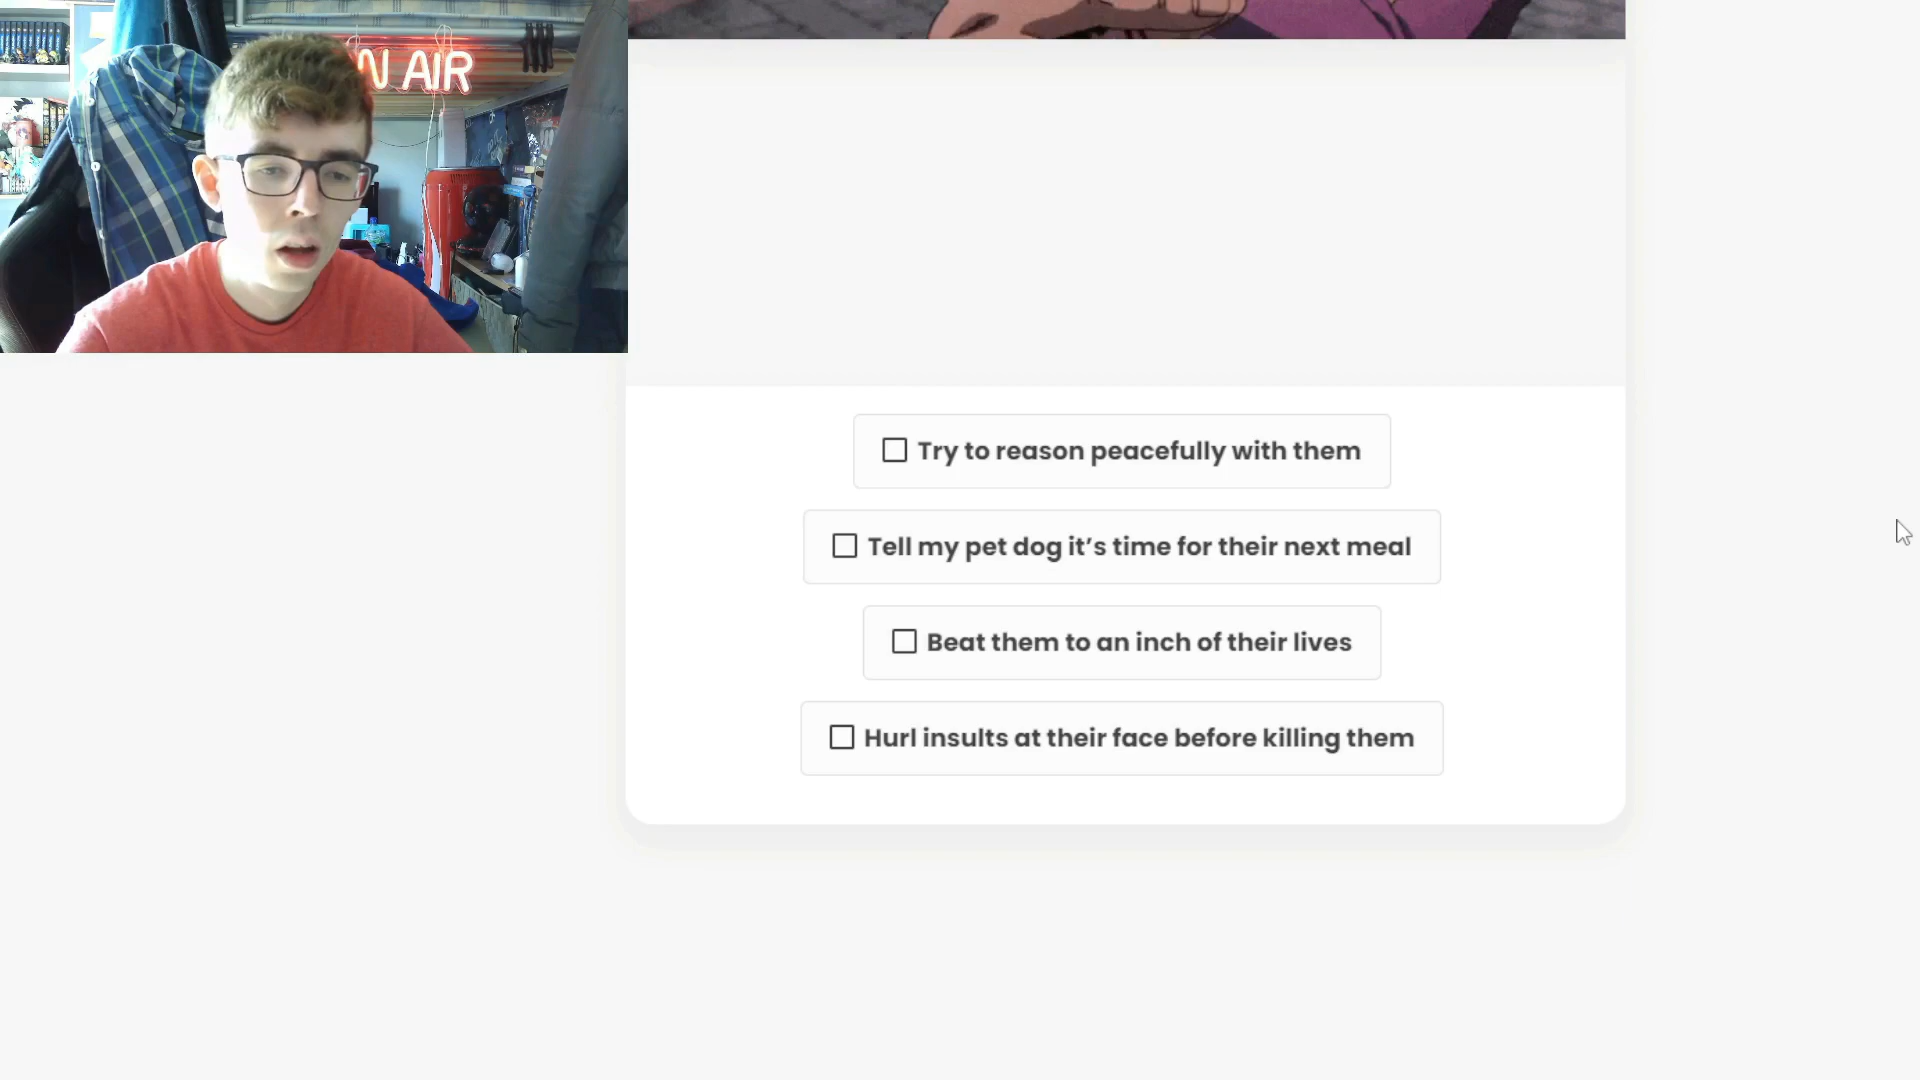 N AIR
Try to reason peacefully with them
Tell my pet dog it’s time for their next meal
Beat them to an inch of their lives
Hurl insults at their face before killing them